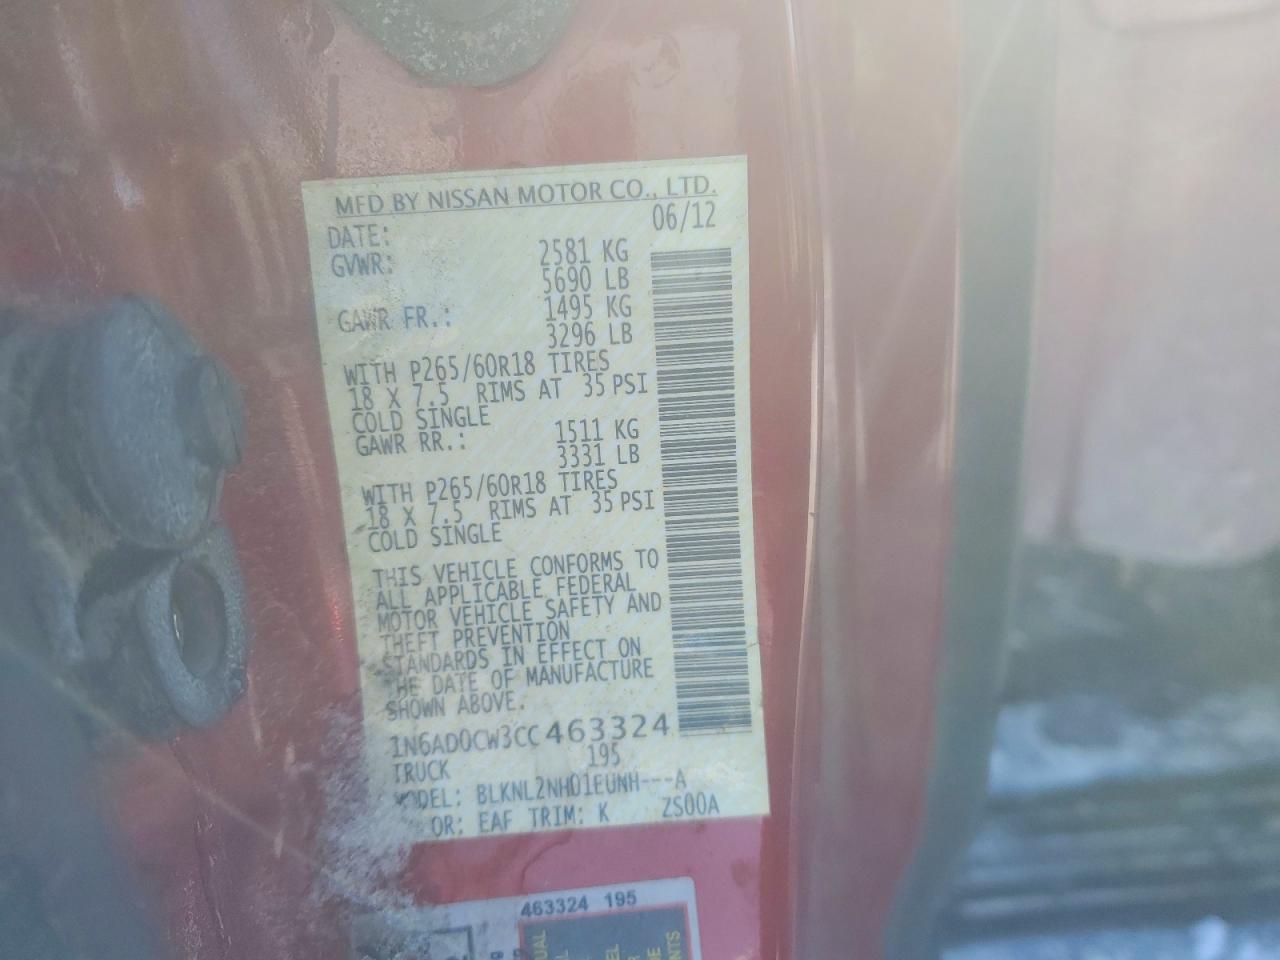 MFD BY NISSAN MOTOR CO., LTD.
DATE: 06/12
GVWR: 2581 KG
5690 LB
GAWR FR.: 1495 KG
3296 LB
WITH P265/60R18 TIRES
18 X 7.5 RIMS AT 35 PSI
COLD SINGLE
GAWR RR.: 1511 KG
3331 LB
WITH P265/60R18 TIRES
18 X 7.5 RIMS AT 35 PSI
COLD SINGLE
THIS VEHICLE CONFORMS TO
ALL APPLICABLE FEDERAL
MOTOR VEHICLE SAFETY AND
THEFT PREVENTION
STANDARDS IN EFFECT ON
THE DATE OF MANUFACTURE
SHOWN ABOVE.
1N6AD0CW3CC463324
TRUCK 195
MODEL: BLKNL2NH01EUNH---A
OR: EAF TRIM: K ZS00A
463324 195